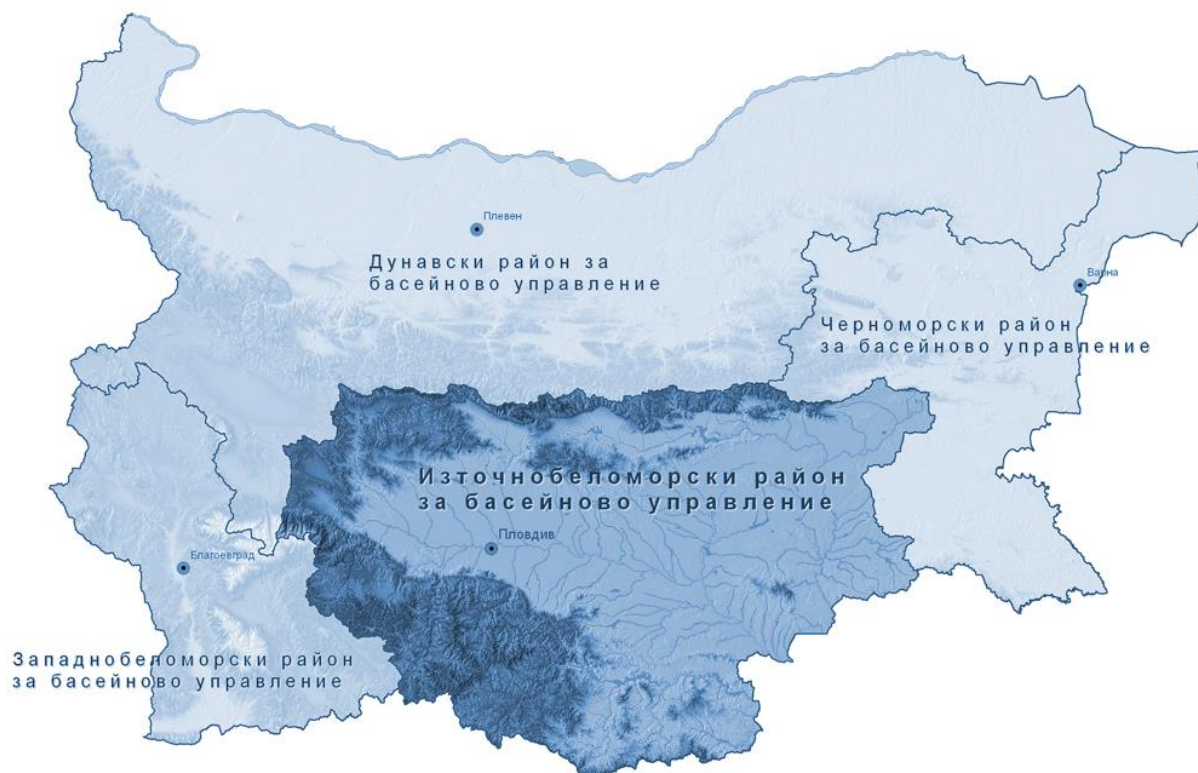 Плевен
Дунавски район за
басейново управление
Варна
Черноморски район
за басейново управление
Източнобеломорски район
за басейново управление
Пловдив
Благоевград
Западнобеломорски район
за басейново управление